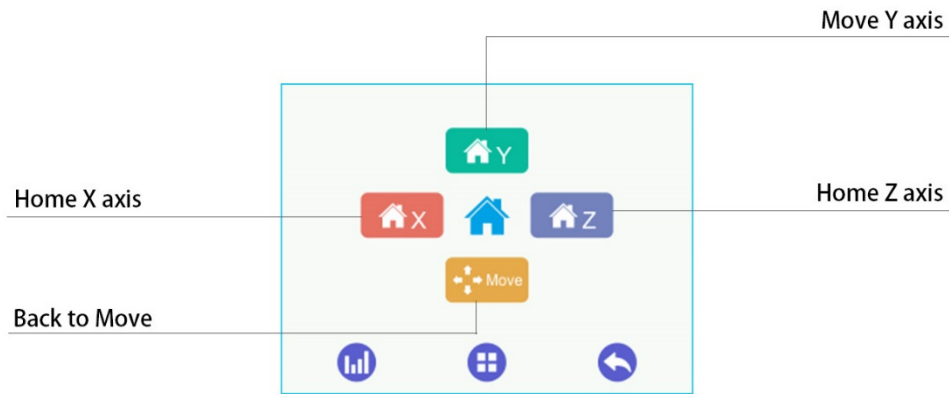 Move Y axis
Y
Home X axis
X
Z
Home Z axis
Move
Back to Move